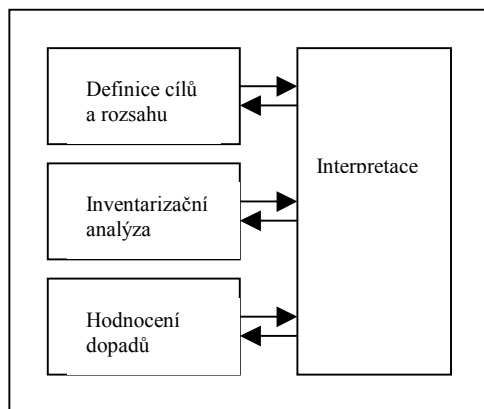 Definice cílů
a rozsahu
Interpretace
Inventarizační
analýza
Hodnocení
dopadů